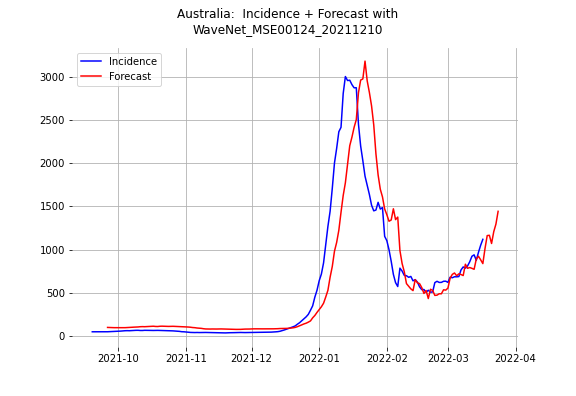 Australia:  Incidence + Forecast with
WaveNet_MSE00124_20211210
Incidence
Forecast
3000
2500
2000
1500
1000
500
0
2021-10 2021-11 2021-12 2022-01 2022-02 2022-03 2022-04